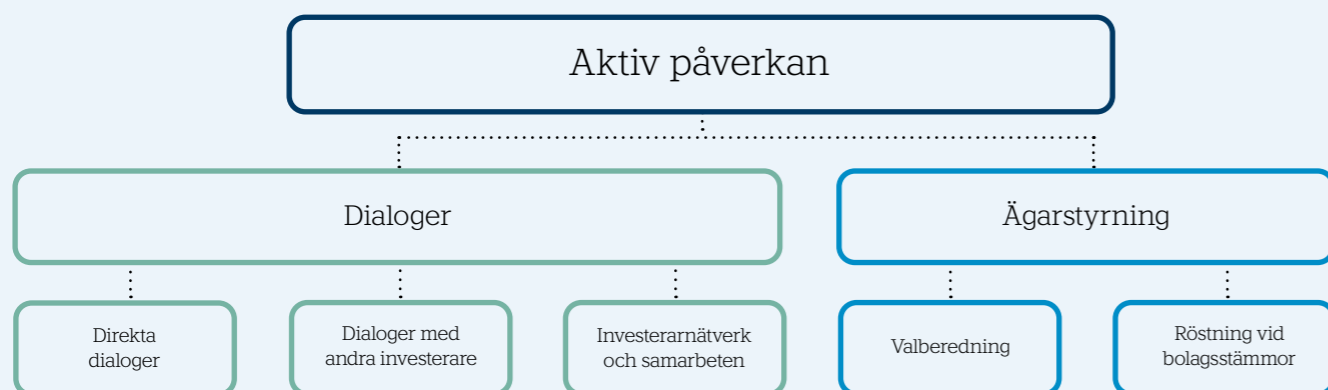 Aktiv påverkan
Dialoger
Ägarstyrning
Direkta
dialoger
Dialoger med
andra investerare
Investerarnätverk
och samarbeten
Valberedning
Röstning vid
bolagsstämmor